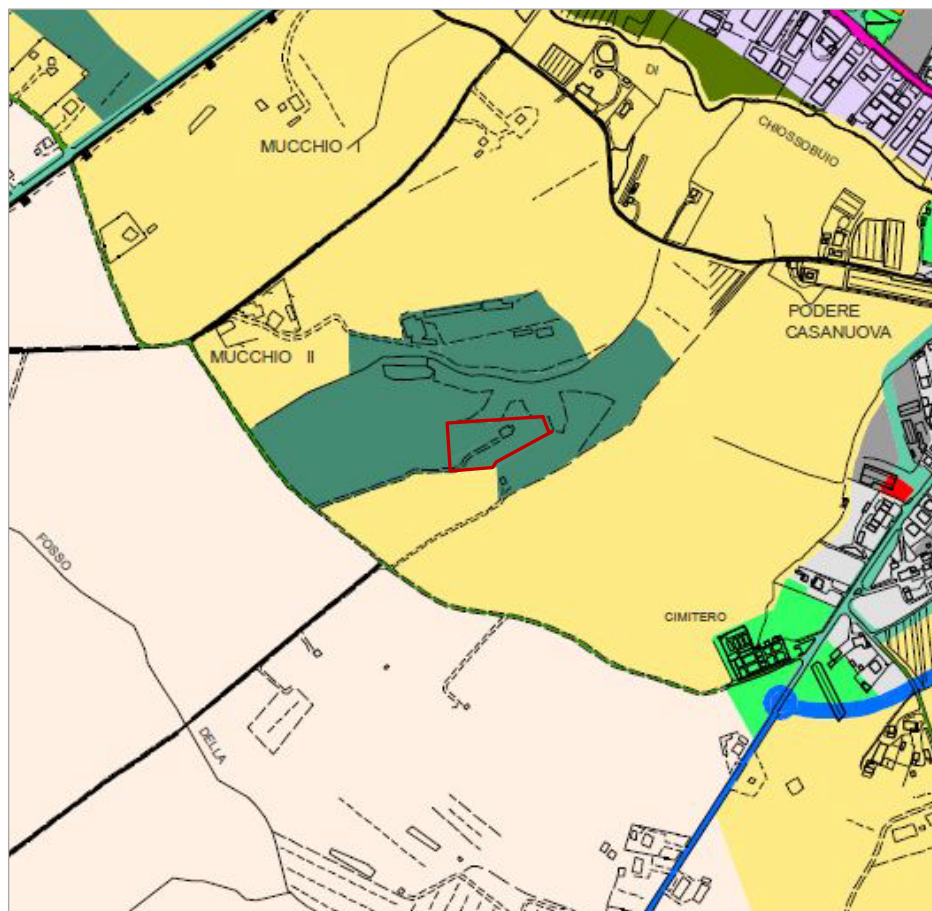 DI
CHIOSSOBUIO
MUCCHIO I
PODERE
CASANUOVA
MUCCHIO II
FOSSO
CIMITERO
DELLA